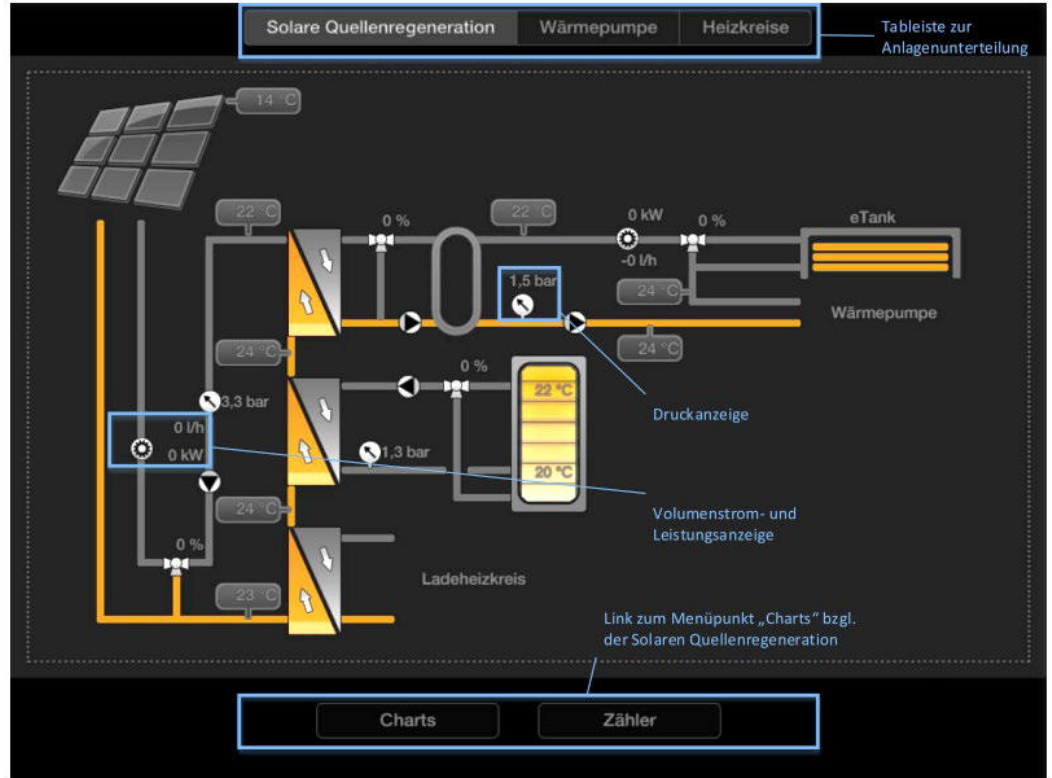 Solare Quellenregeneration
Wärmepumpe
Heizkreise
Tableiste zur
Anlagenunterteilung
14 °C
22 °C
0 %
22 °C
0 kW
-0 l/h
0 %
eTank
1,5 bar
24 °C
Wärmepumpe
24 °C
24 °C
0 %
22 °C
3,3 bar
Druckanzeige
0 l/h
0 kW
1,3 bar
20 °C
24 °C
Volumenstrom- und
Leistungsanzeige
0 %
Ladeheizkreis
23 °C
Link zum Menüpunkt „Charts“ bzgl.
der Solaren Quellenregeneration
Charts
Zähler